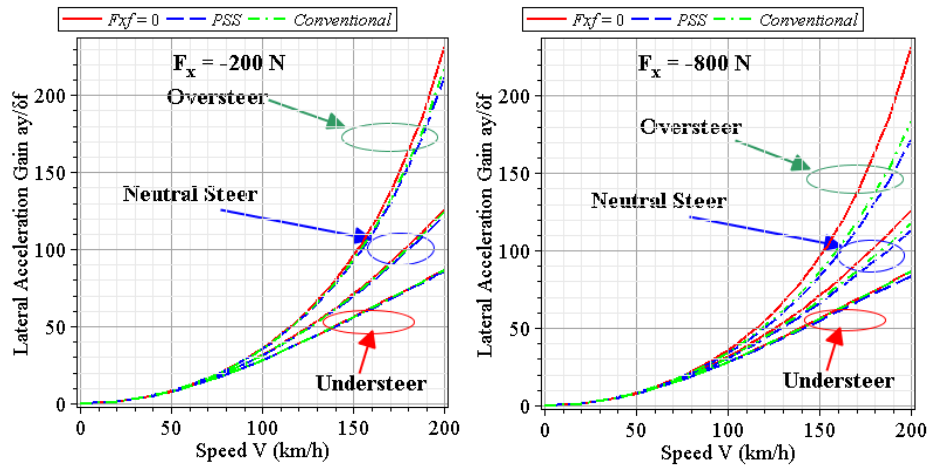 Fxf = 0 PSS Conventional
F_x = -200 N
Oversteer
Neutral Steer
Understeer
Lateral Acceleration Gain ay/δf
0
50
100
150
200
0 50 100 150 200
Speed V (km/h)
Fxf = 0 PSS Conventional
F_x = -800 N
Oversteer
Neutral Steer
Understeer
Lateral Acceleration Gain ay/δf
0
50
100
150
200
0 50 100 150 200
Speed V (km/h)